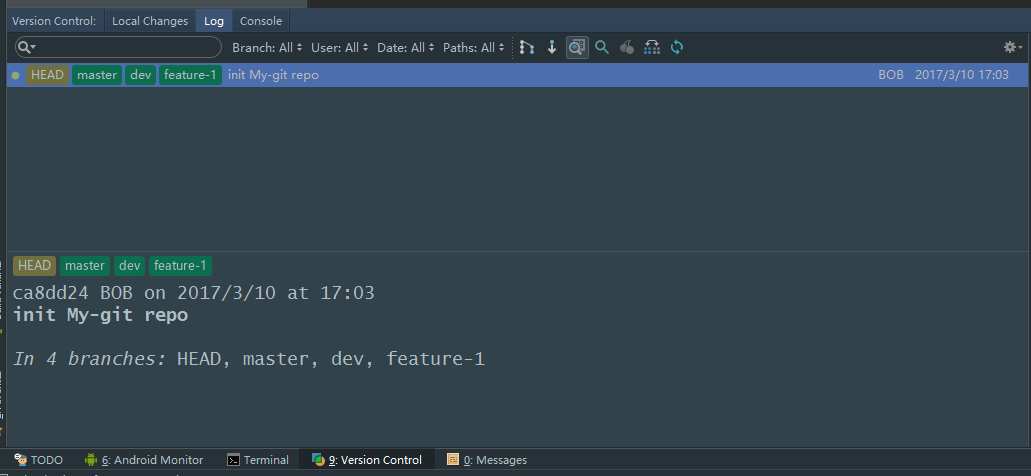 Version Control: Local Changes Log Console
Branch: All User: All Date: All Paths: All
HEAD master dev feature-1 init My-git repo BOB 2017/3/10 17:03
HEAD master dev feature-1
ca8dd24 BOB on 2017/3/10 at 17:03
init My-git repo
In 4 branches: HEAD, master, dev, feature-1
TODO 6: Android Monitor Terminal 9: Version Control 0: Messages